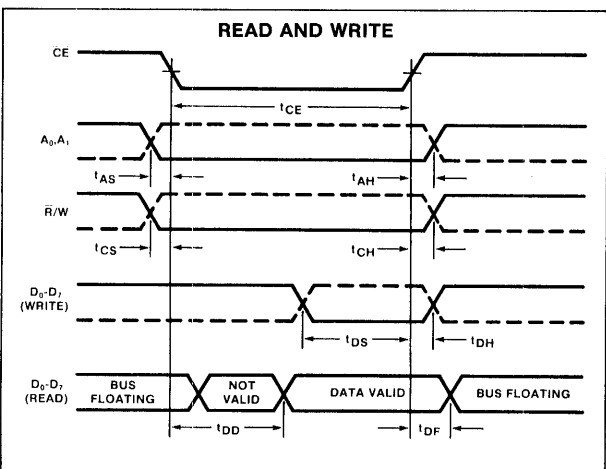 READ AND WRITE
C̅E̅
tCE
A₀,A₁
tAS
tAH
R̅/W
tCS
tCH
D₀-D₇
(WRITE)
tDS
tDH
D₀-D₇
(READ)
BUS
FLOATING
NOT
VALID
DATA VALID
BUS FLOATING
tDD
tDF